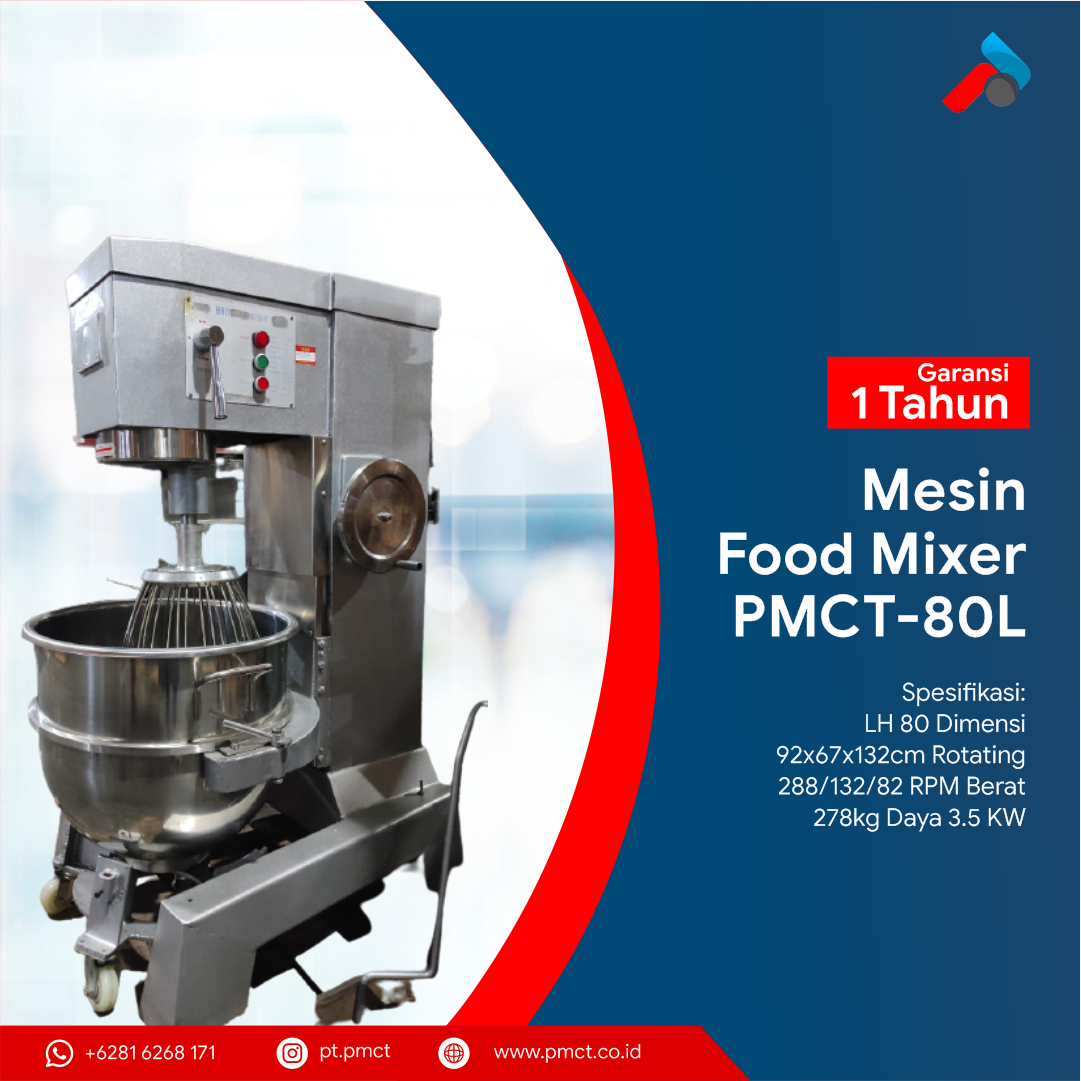 Garansi
1 Tahun
Mesin
Food Mixer
PMCT-80L
Spesifikasi:
LH 80 Dimensi
92x67x132cm Rotating
288/132/82 RPM Berat
278kg Daya 3.5 KW
+6281 6268 171
pt.pmct
www.pmct.co.id